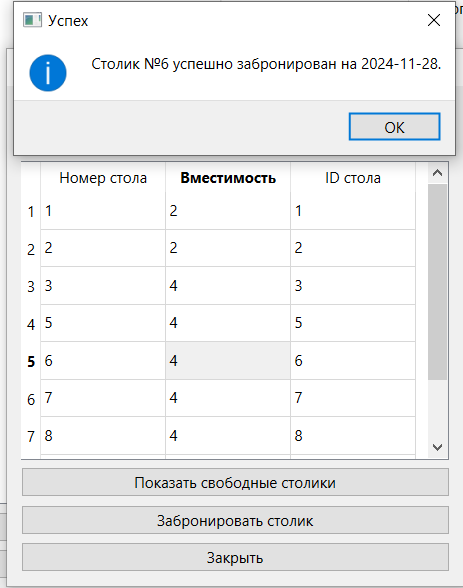 Успех
Столик №6 успешно забронирован на 2024-11-28.
OK
Номер стола Вместимость ID стола
1 1 2 1
2 2 2 2
3 3 4 3
4 5 4 5
5 6 4 6
6 7 4 7
7 8 4 8
Показать свободные столики
Забронировать столик
Закрыть